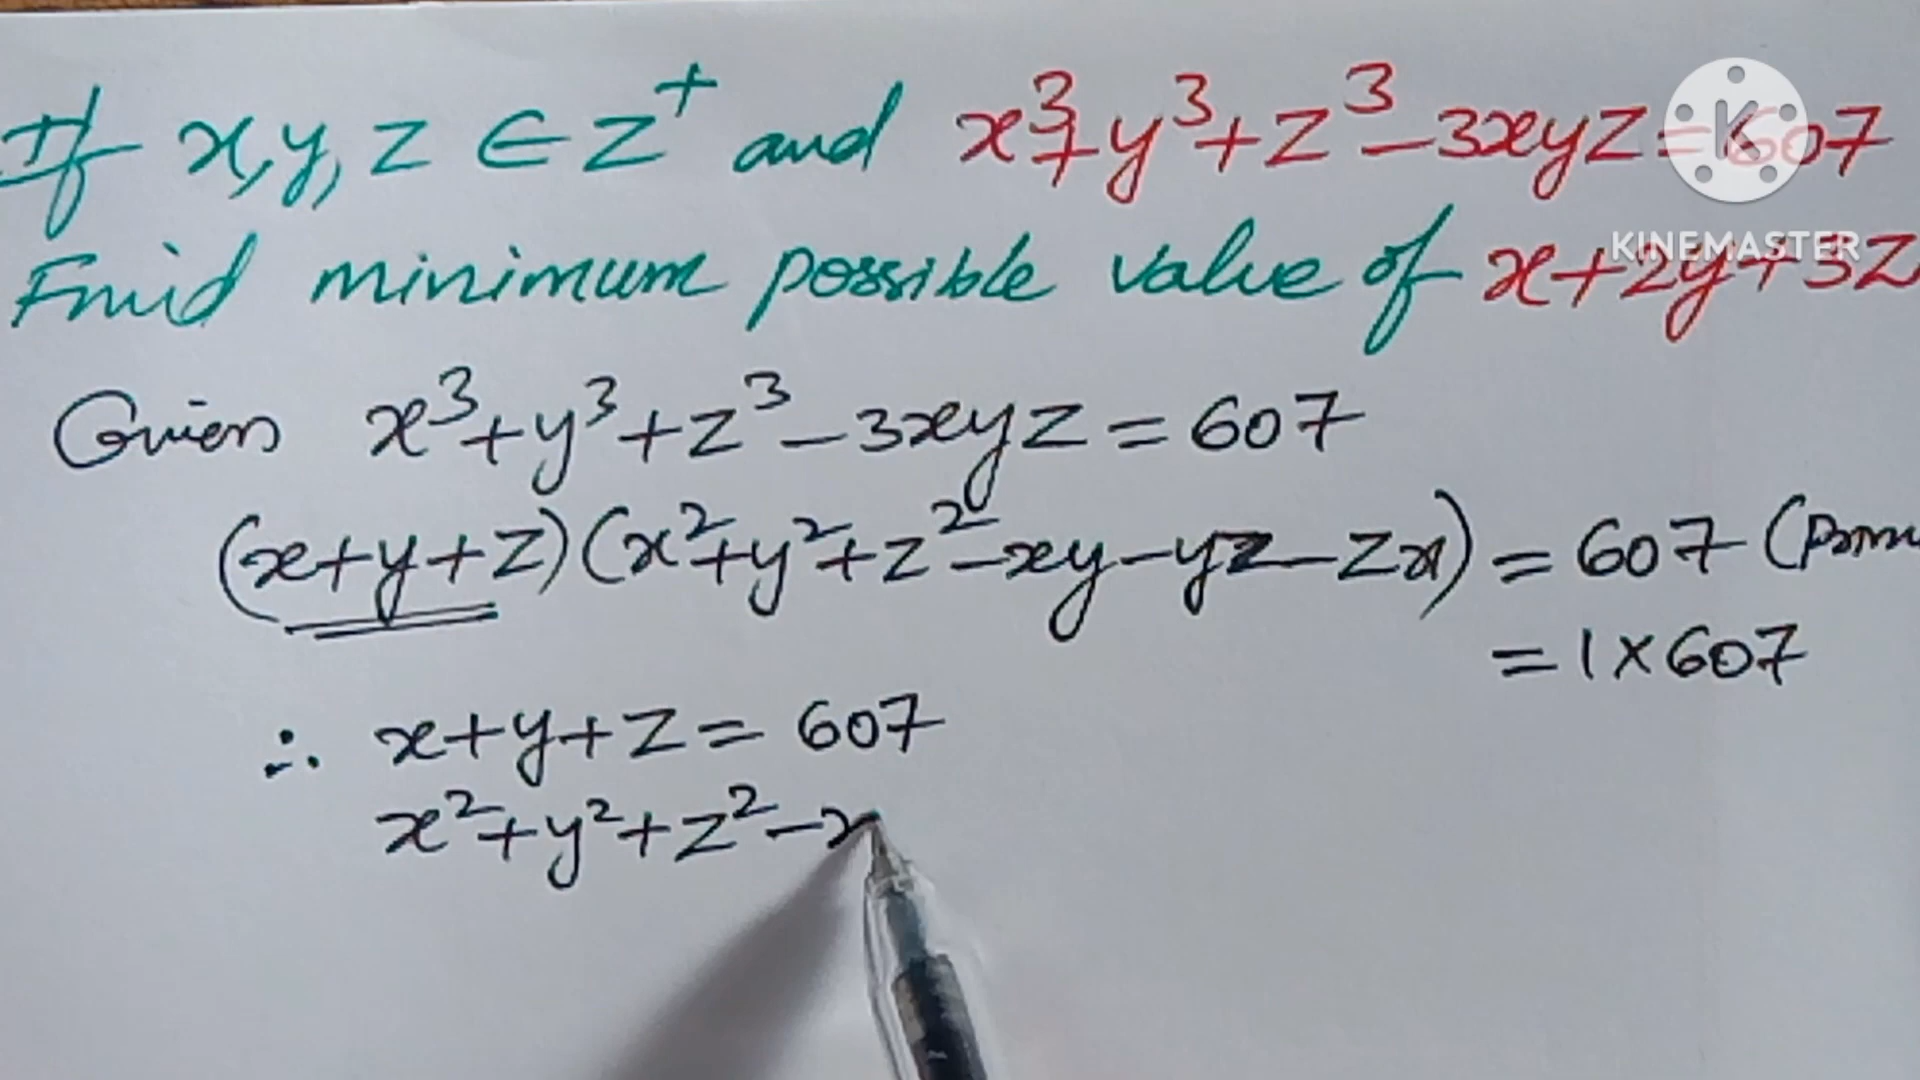 If x, y, z ∈ Z⁺ and x³+y³+z³-3xyz=607
Find minimum possible value of x+2y+3z
KINEMASTER
Given x³+y³+z³-3xyz=607
(x+y+z)(x²+y²+z²-xy-yz-zx) = 607 (
= 1×607
∴ x+y+z = 607
x²+y²+z²-x